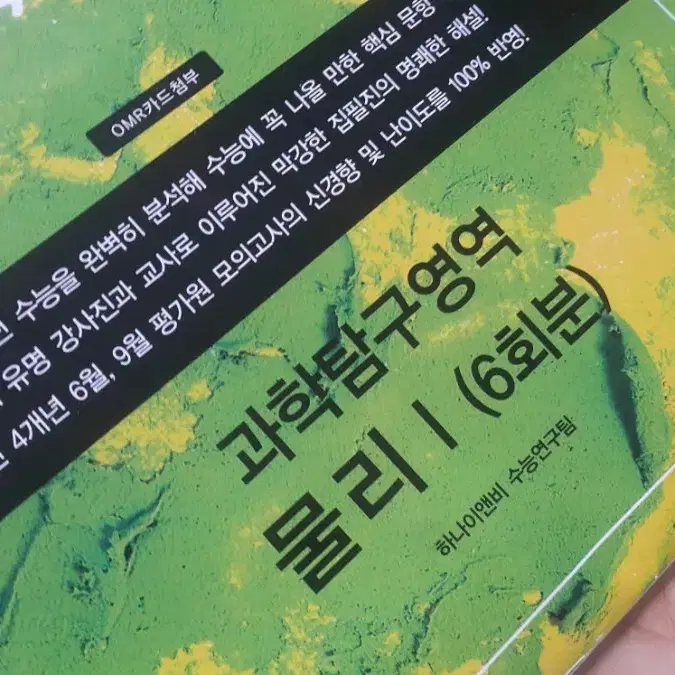 OMR카드첨부
수능을 완벽히 분석해 수능에 꼭 나올 만한 핵심 문항
유명 강사진과 교사로 이루어진 막강한 집필진의 명쾌한 해설!
4개년 6월, 9월 평가원 모의고사의 신경향 및 난이도를 100% 반영!
과학탐구영역
물리 I (9회분)
하나이앤비 수능연구팀